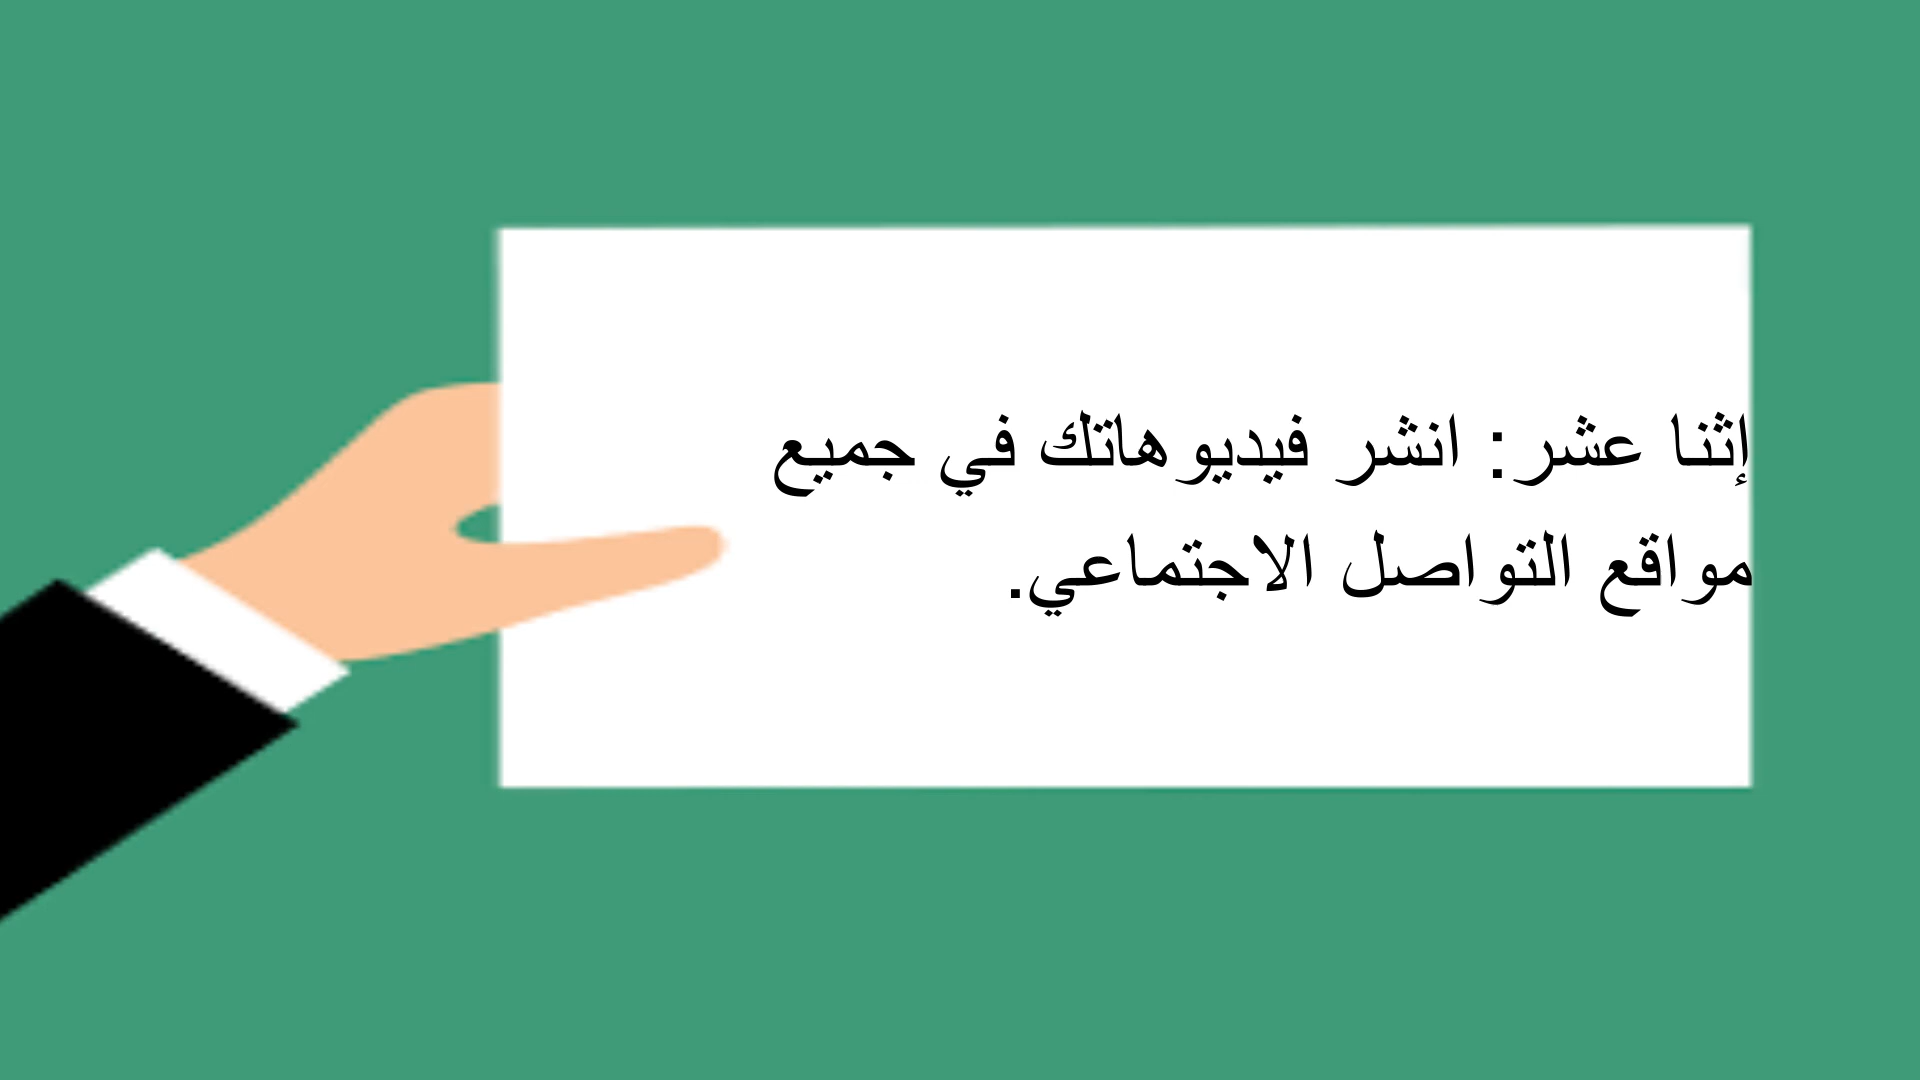 إثنا عشر: انشر فيديوهاتك في جميع
مواقع التواصل الاجتماعي.